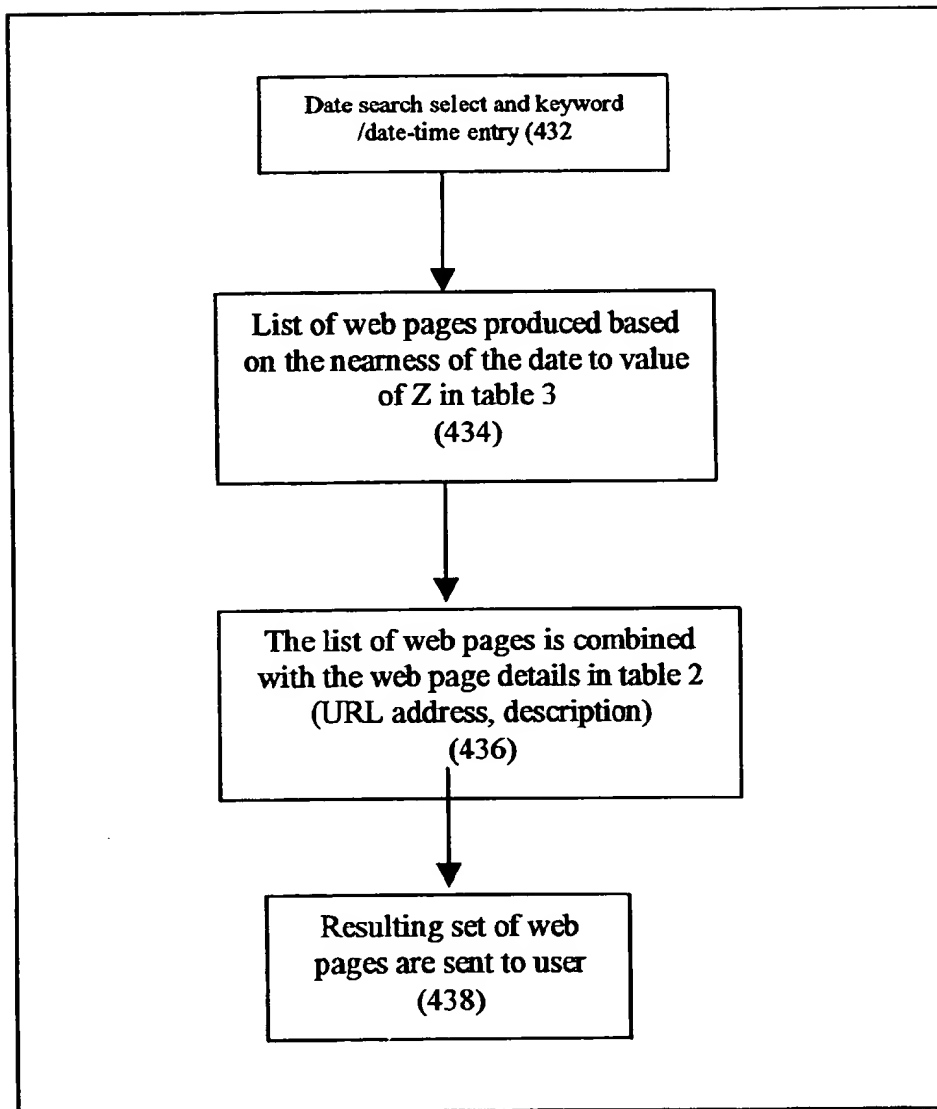 Date search select and keyword
/date-time entry (432
List of web pages produced based
on the nearness of the date to value
of Z in table 3
(434)
The list of web pages is combined
with the web page details in table 2
(URL address, description)
(436)
Resulting set of web
pages are sent to user
(438)